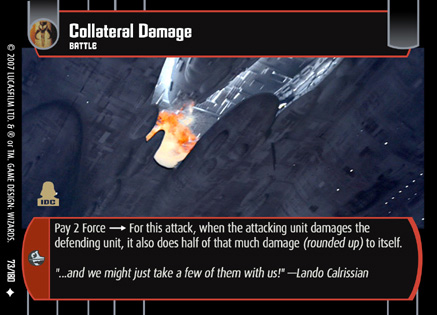 Collateral Damage
BATTLE
© 2007 LUCASFILM LTD. & ® or TM. GAME DESIGN: WIZARDS.
73/180
IDC
Pay 2 Force → For this attack, when the attacking unit damages the
defending unit, it also does half of that much damage (rounded up) to itself.
"...and we might just take a few of them with us!" —Lando Calrissian